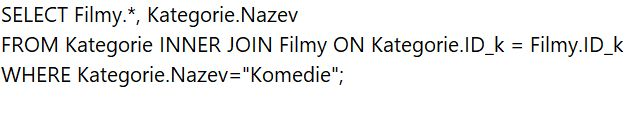 SELECT Filmy.*, Kategorie.Nazev
FROM Kategorie INNER JOIN Filmy ON Kategorie.ID_k = Filmy.ID_k
WHERE Kategorie.Nazev="Komedie";